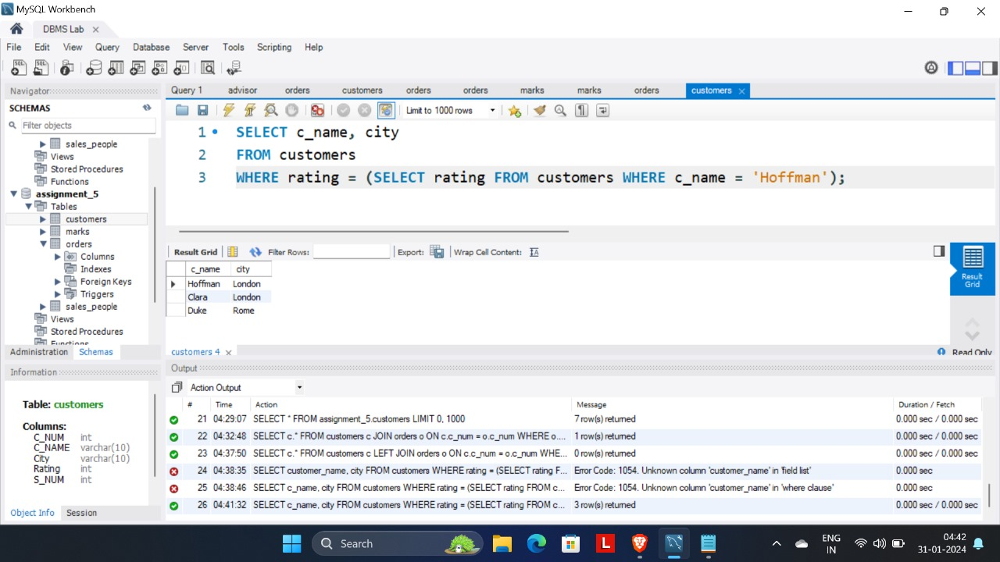 MySQL Workbench
DBMS Lab
File Edit View Query Database Server Tools Scripting Help
Navigator
SCHEMAS
Filter objects
sales_people
Views
Stored Procedures
Functions
assignment_5
Tables
customers
marks
orders
Columns
Indexes
Foreign Keys
Triggers
sales_people
Views
Stored Procedures
Functions
Administration Schemas
Information
Table: customers
Columns:
C_NUM int
C_NAME varchar(10)
City varchar(10)
Rating int
S_NUM int
Object Info Session
Query 1 advisor orders customers orders orders marks marks orders customers
Limit to 1000 rows
1 SELECT c_name, city
2 FROM customers
3 WHERE rating = (SELECT rating FROM customers WHERE c_name = 'Hoffman');
Result Grid Filter Rows: Export: Wrap Cell Content:
c_name city
Hoffman London
Clara London
Duke Rome
Result
Grid
customers 4
Read Only
Output
Action Output
# Time Action Message Duration / Fetch
21 04:29:07 SELECT * FROM assignment_5.customers LIMIT 0, 1000 7 row(s) returned 0.000 sec / 0.000 sec
22 04:32:48 SELECT c.* FROM customers c JOIN orders o ON c.c_num = o.c_num WHERE o.... 1 row(s) returned 0.000 sec / 0.000 sec
23 04:37:50 SELECT c.* FROM customers c LEFT JOIN orders o ON c.c_num = o.c_num WHE... 0 row(s) returned 0.000 sec / 0.000 sec
24 04:38:35 SELECT customer_name, city FROM customers WHERE rating = (SELECT rating F... Error Code: 1054. Unknown column 'customer_name' in 'field list' 0.000 sec
25 04:38:46 SELECT c_name, city FROM customers WHERE rating = (SELECT rating FROM c... Error Code: 1054. Unknown column 'customer_name' in 'where clause' 0.000 sec
26 04:41:32 SELECT c_name, city FROM customers WHERE rating = (SELECT rating FROM c... 3 row(s) returned 0.000 sec / 0.000 sec
Search
L
ENG
IN
04:42
31-01-2024